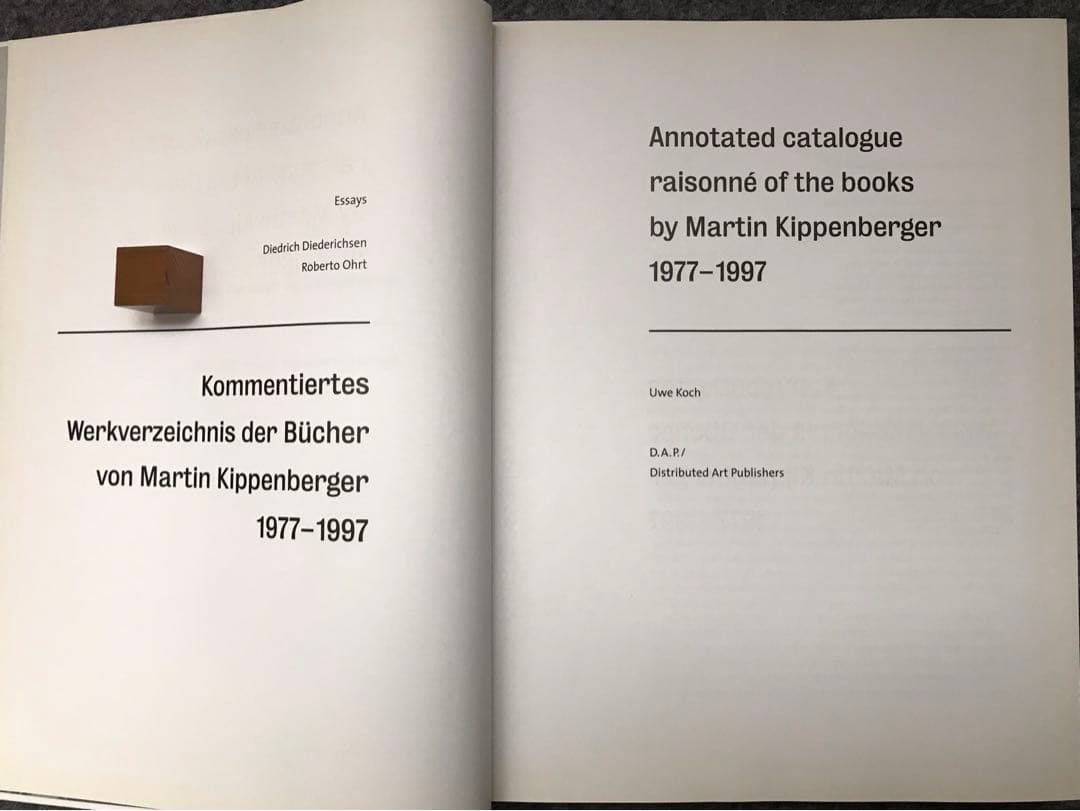 Essays
Diedrich Diederichsen
Roberto Ohrt
Kommentiertes
Werkverzeichnis der Bücher
von Martin Kippenberger
1977–1997
Annotated catalogue
raisonné of the books
by Martin Kippenberger
1977–1997
Uwe Koch
D.A.P./
Distributed Art Publishers